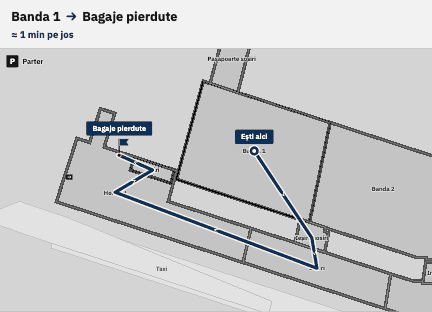 Banda 1 → Bagaje pierdute
≈ 1 min pe jos
P Parter
Pașapoarte sosiri
Bagaje pierdute
Ești aici
Banda 2
Taxi